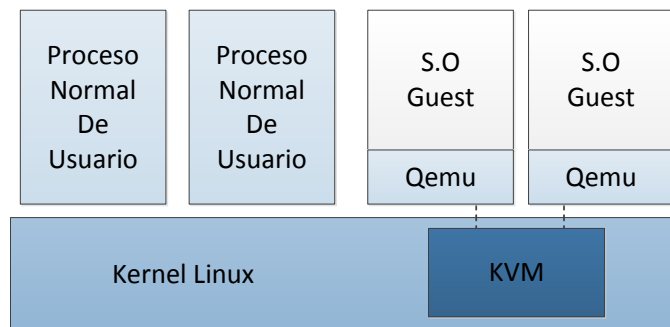 Proceso
Normal
De
Usuario
Proceso
Normal
De
Usuario
S.O
Guest
Qemu
S.O
Guest
Qemu
Kernel Linux
KVM